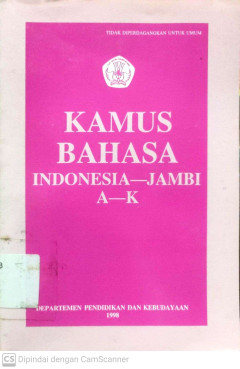 TIDAK DIPERDAGANGKAN UNTUK UMUM
KAMUS
BAHASA
INDONESIA—JAMBI
A—K
DEPARTEMEN PENDIDIKAN DAN KEBUDAYAAN
1998
CS Dipindai dengan CamScanner